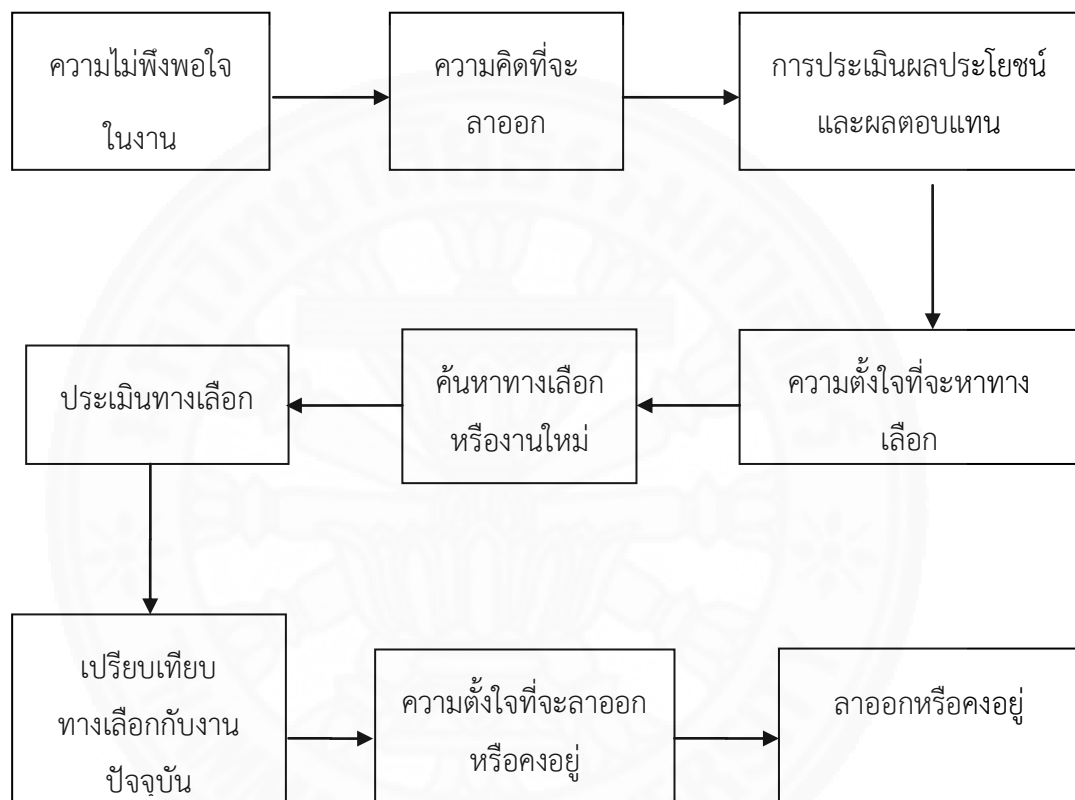 ความไม่พึงพอใจ
ในงาน
ความคิดที่จะ
ลาออก
การประเมินผลประโยชน์
และผลตอบแทน
ความตั้งใจที่จะหาทาง
เลือก
ค้นหาทางเลือก
หรืองานใหม่
ประเมินทางเลือก
เปรียบเทียบ
ทางเลือกกับงาน
ปัจจุบัน
ความตั้งใจที่จะลาออก
หรือคงอยู่
ลาออกหรือคงอยู่